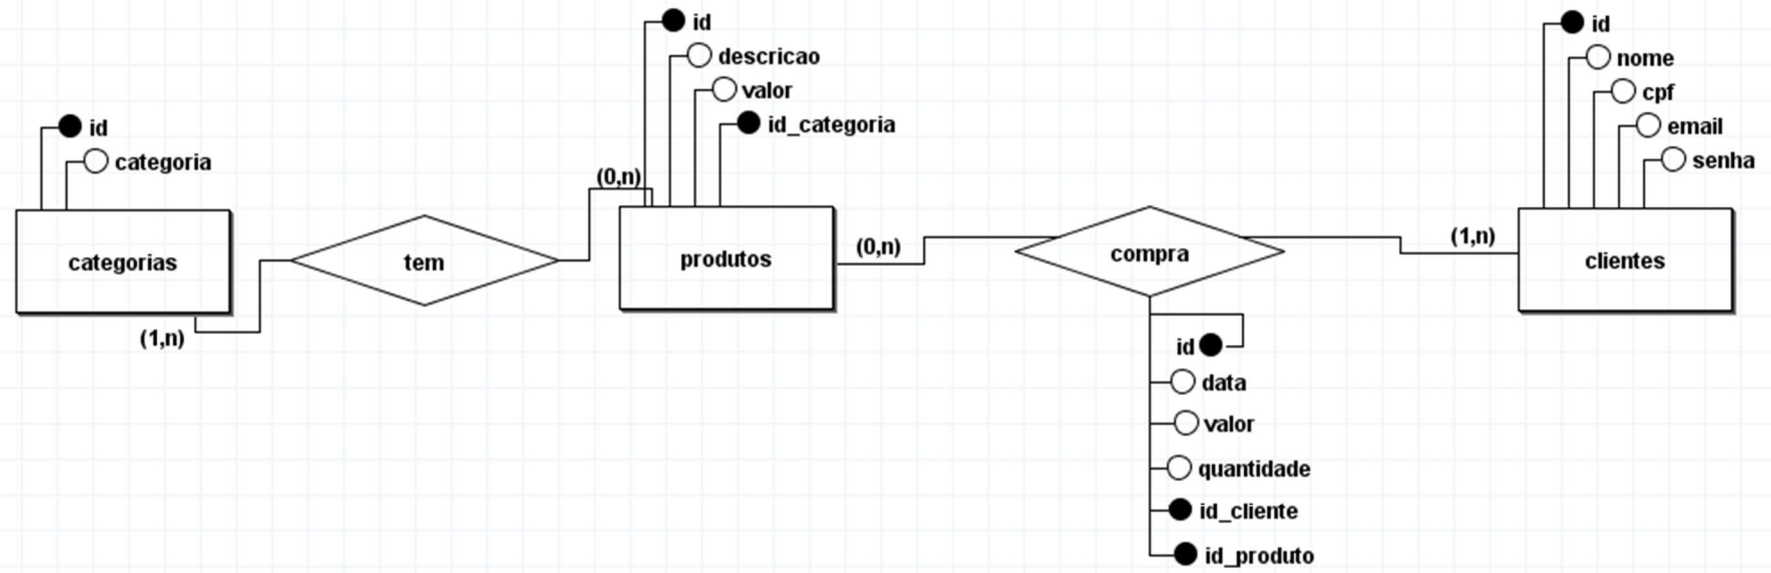 id
categoria
categorias
(1,n)
tem
(0,n)
id
descricao
valor
id_categoria
produtos
(0,n)
compra
id
data
valor
quantidade
id_cliente
id_produto
(1,n)
id
nome
cpf
email
senha
clientes